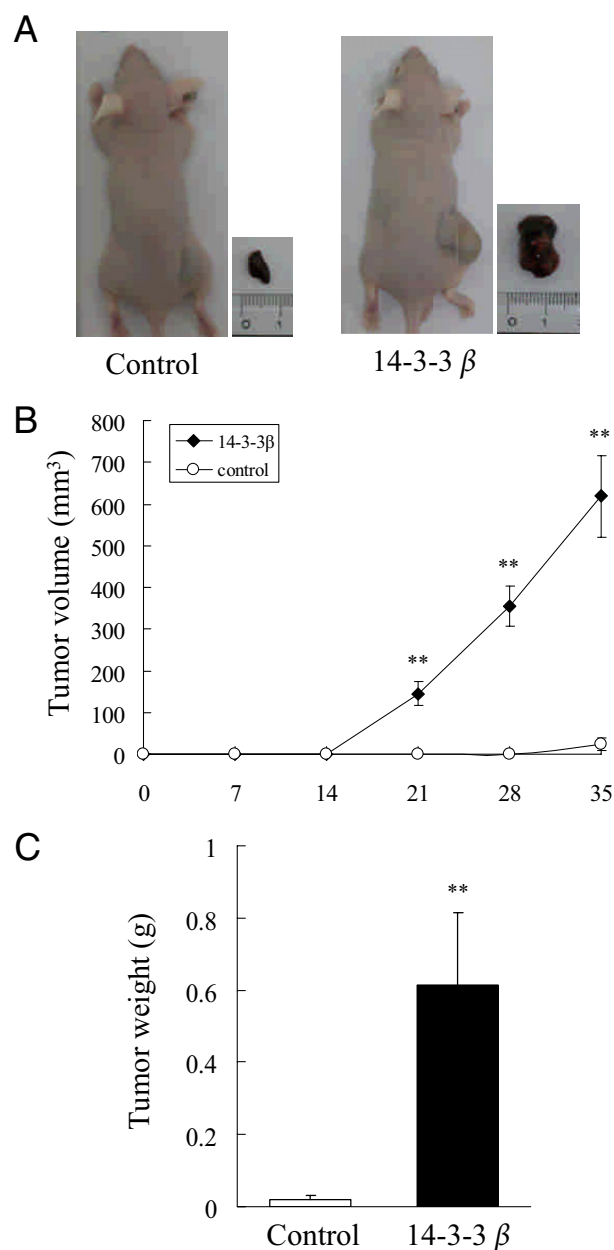 A
0 1
0 1
Control
14-3-3 β
B
Tumor volume (mm³)
800
700
600
500
400
300
200
100
0
14-3-3β
control
**
**
**
0 7 14 21 28 35
C
Tumor weight (g)
1
0.8
0.6
0.4
0.2
0
**
Control
14-3-3 β